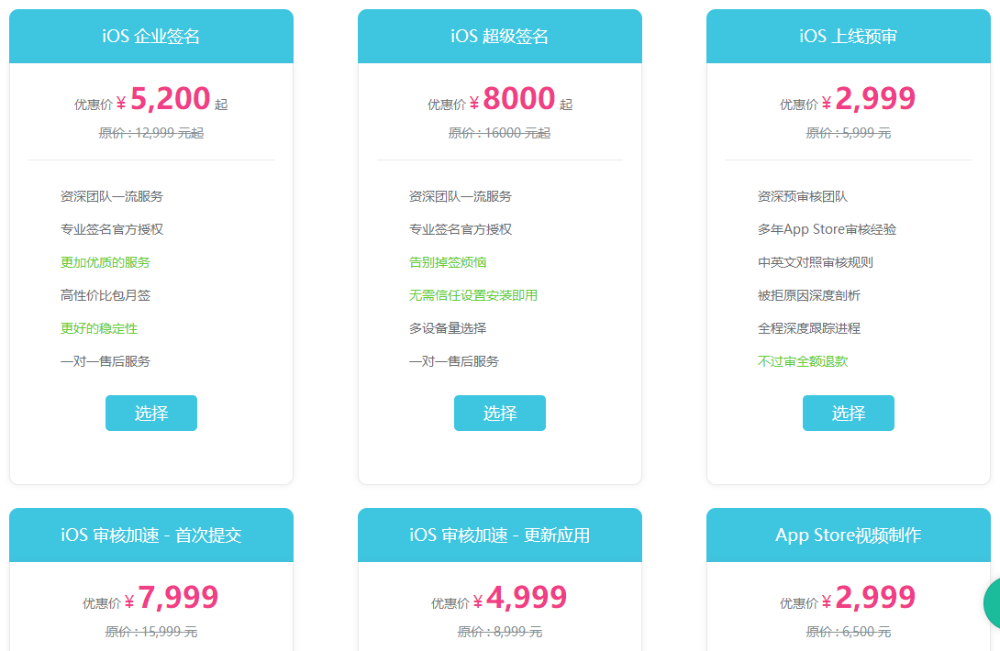 iOS 企业签名
优惠价 ¥ 5,200 起
原价 : 12,999 元起
资深团队一流服务
专业签名官方授权
更加优质的服务
高性价比包月签
更好的稳定性
一对一售后服务
选择
iOS 超级签名
优惠价 ¥ 8000 起
原价 : 16000 元起
资深团队一流服务
专业签名官方授权
告别掉签烦恼
无需信任设置安装即用
多设备量选择
一对一售后服务
选择
iOS 上线预审
优惠价 ¥ 2,999
原价 : 5,999 元
资深预审核团队
多年App Store审核经验
中英文对照审核规则
被拒原因深度剖析
全程深度跟踪进程
不过审全额退款
选择
iOS 审核加速 - 首次提交
优惠价 ¥ 7,999
原价 : 15,999 元
iOS 审核加速 - 更新应用
优惠价 ¥ 4,999
原价 : 8,999 元
App Store视频制作
优惠价 ¥ 2,999
原价 : 6,500 元